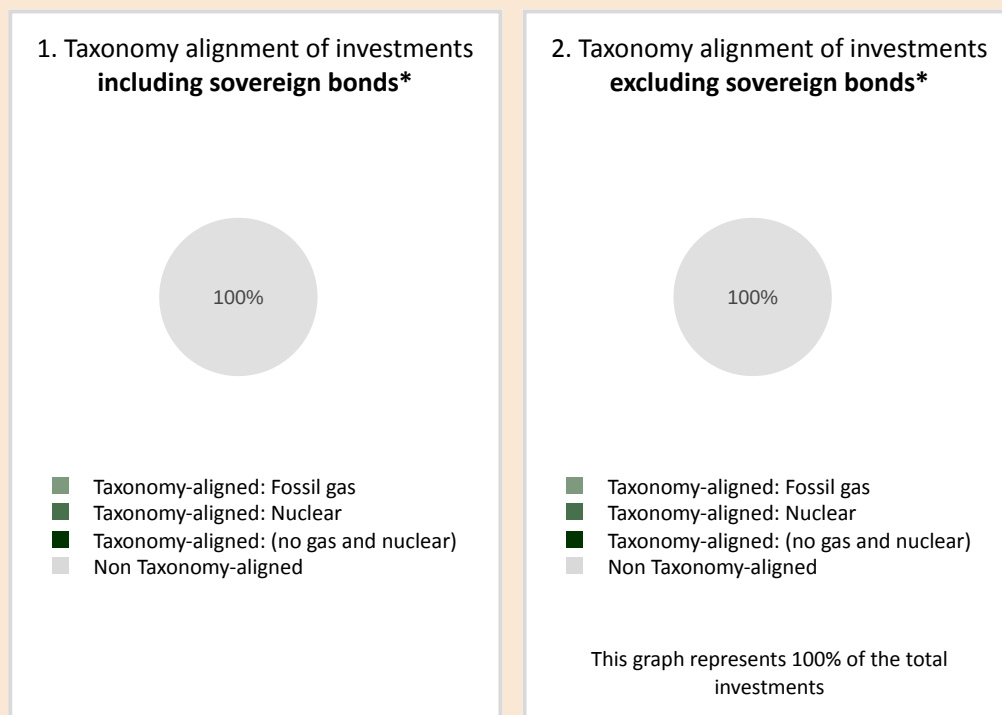 1. Taxonomy alignment of investments
including sovereign bonds*
100%
Taxonomy-aligned: Fossil gas
Taxonomy-aligned: Nuclear
Taxonomy-aligned: (no gas and nuclear)
Non Taxonomy-aligned
2. Taxonomy alignment of investments
excluding sovereign bonds*
100%
Taxonomy-aligned: Fossil gas
Taxonomy-aligned: Nuclear
Taxonomy-aligned: (no gas and nuclear)
Non Taxonomy-aligned
This graph represents 100% of the total
investments